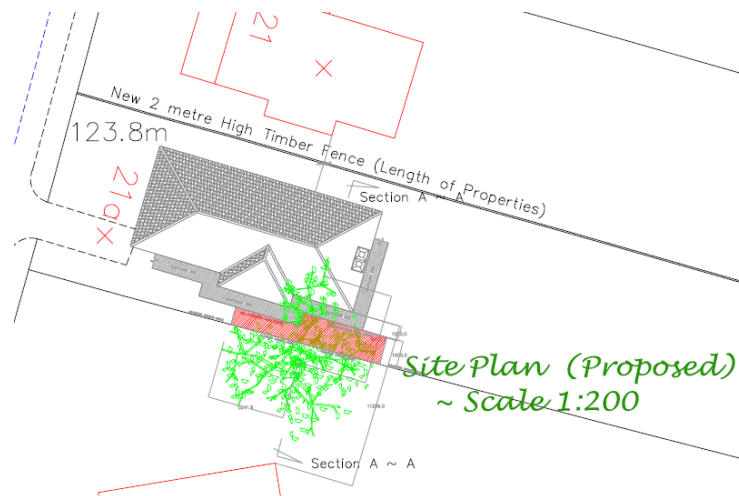 21
New 2 metre High Timber Fence (Length of Properties)
123.8m
21a
Section A ~ A
Site Plan (Proposed)
~ Scale 1:200
Section A ~ A